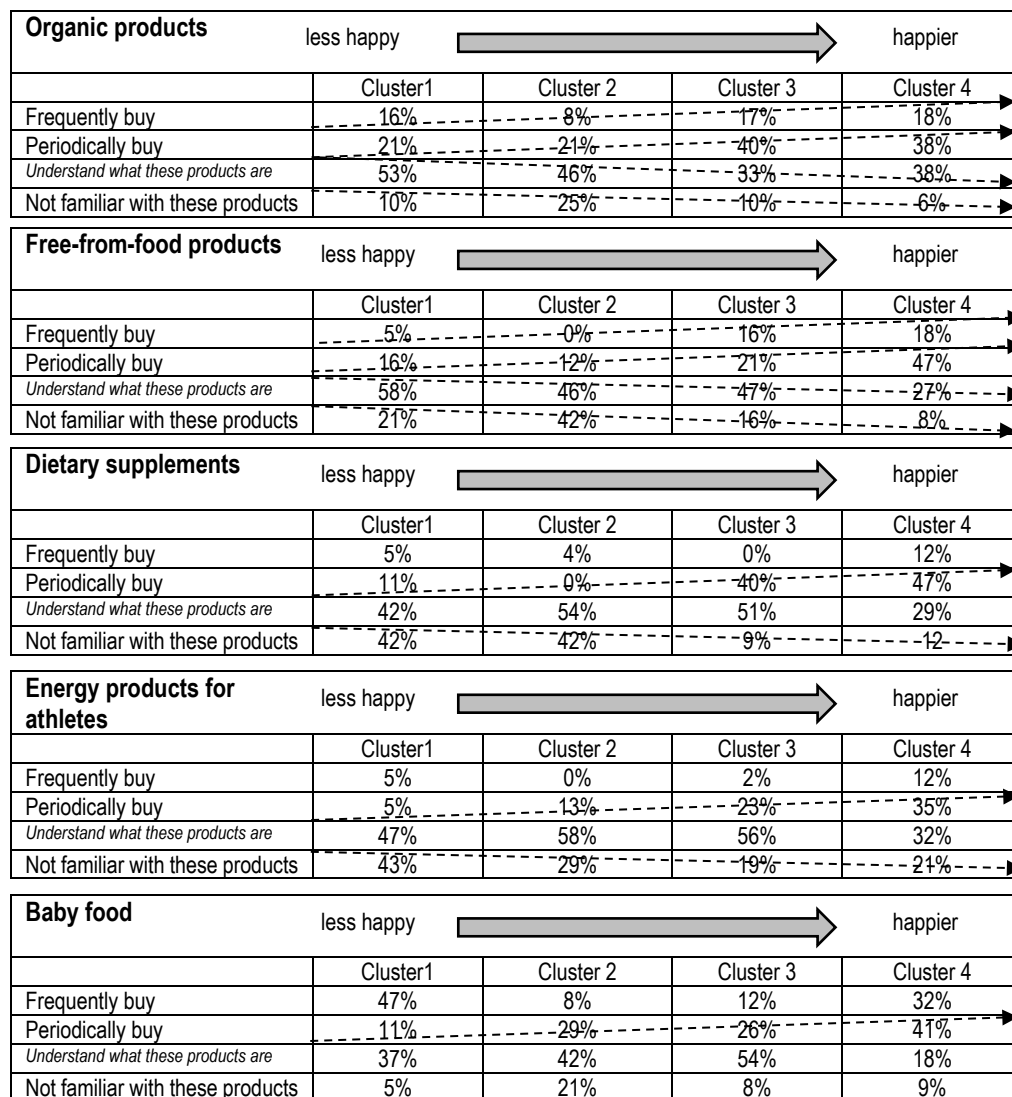 Organic products less happy happier
Cluster1 Cluster 2 Cluster 3 Cluster 4
Frequently buy 16% 8% 17% 18%
Periodically buy 21% 21% 40% 38%
Understand what these products are 53% 46% 33% 38%
Not familiar with these products 10% 25% 10% 6%
Free-from-food products less happy happier
Cluster1 Cluster 2 Cluster 3 Cluster 4
Frequently buy 5% 0% 16% 18%
Periodically buy 16% 12% 21% 47%
Understand what these products are 58% 46% 47% 27%
Not familiar with these products 21% 42% 16% 8%
Dietary supplements less happy happier
Cluster1 Cluster 2 Cluster 3 Cluster 4
Frequently buy 5% 4% 0% 12%
Periodically buy 11% 0% 40% 47%
Understand what these products are 42% 54% 51% 29%
Not familiar with these products 42% 42% 9% 12
Energy products for less happy happier
athletes
Cluster1 Cluster 2 Cluster 3 Cluster 4
Frequently buy 5% 0% 2% 12%
Periodically buy 5% 13% 23% 35%
Understand what these products are 47% 58% 56% 32%
Not familiar with these products 43% 29% 19% 21%
Baby food less happy happier
Cluster1 Cluster 2 Cluster 3 Cluster 4
Frequently buy 47% 8% 12% 32%
Periodically buy 11% 29% 26% 41%
Understand what these products are 37% 42% 54% 18%
Not familiar with these products 5% 21% 8% 9%